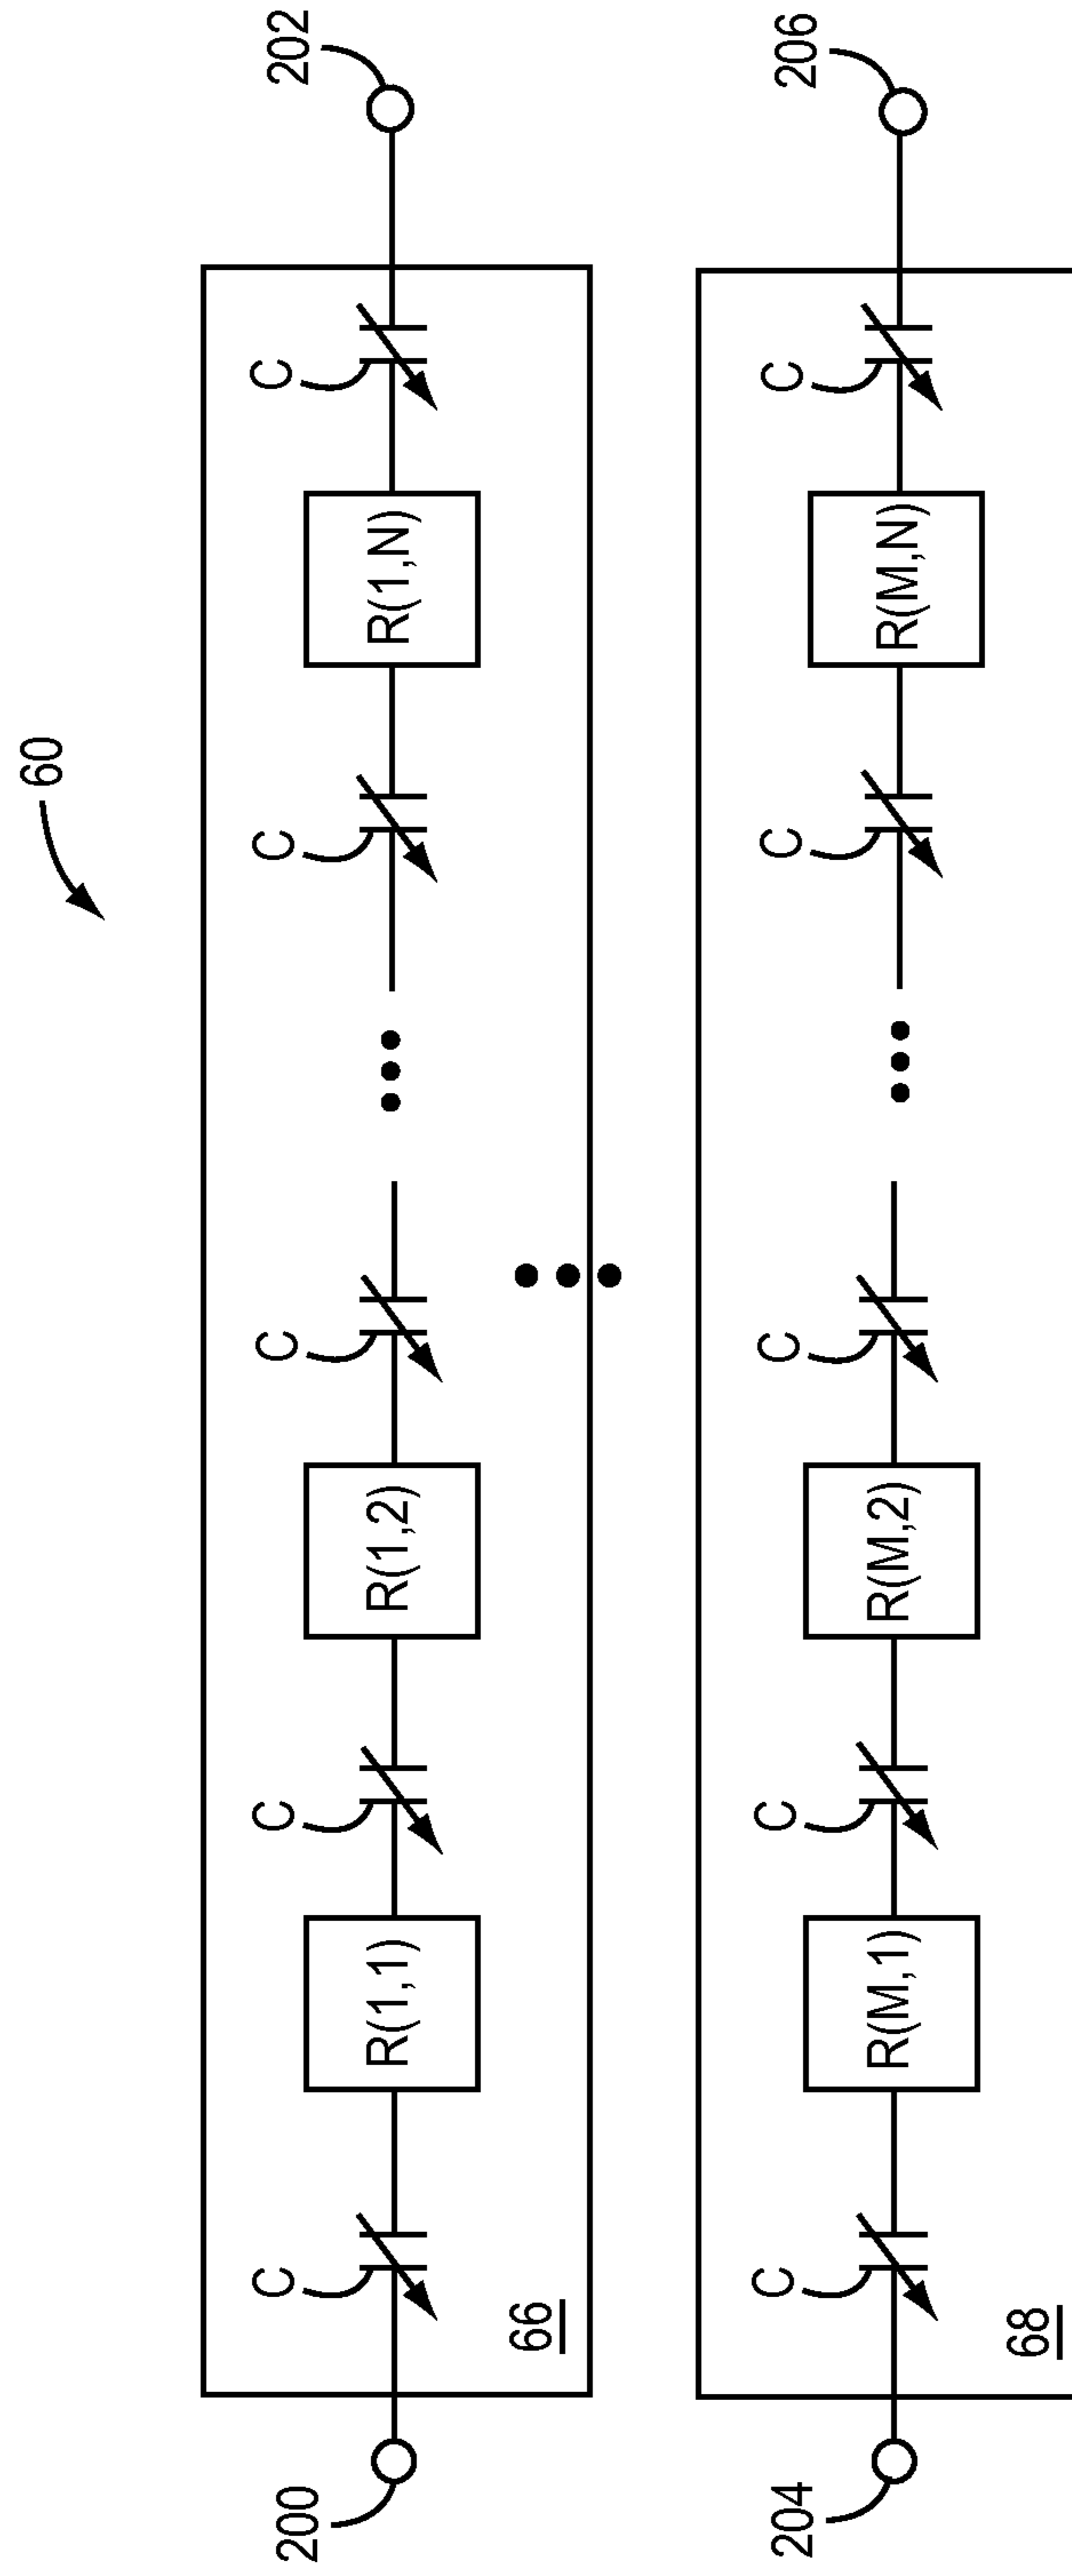 60
C
C
C
C
C
200
R(1,1)
R(1,2)
R(1,N)
202
66
C
C
C
C
C
204
R(M,1)
R(M,2)
R(M,N)
206
68